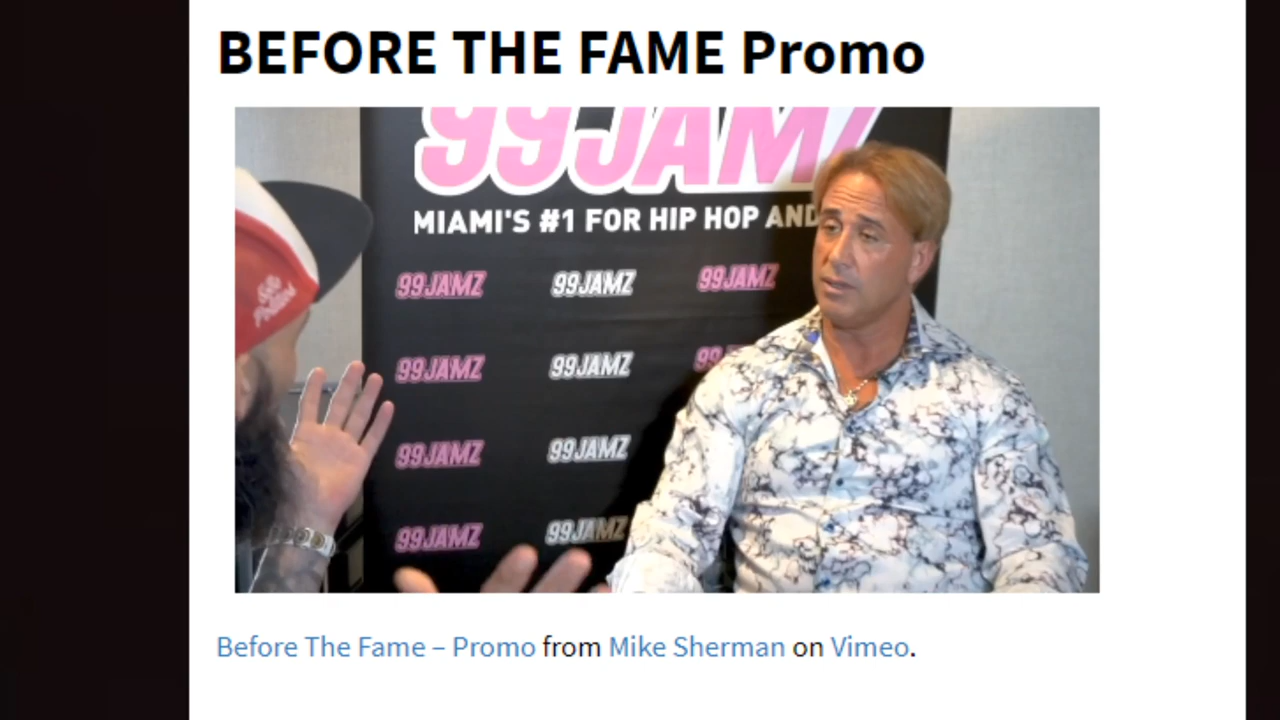 BEFORE THE FAME Promo
99JAMZ
MIAMI'S #1 FOR HIP HOP AND
99JAMZ 99JAMZ 99JAMZ
99JAMZ 99JAMZ 99
99JAMZ 99JAMZ
99JAMZ 99JAMZ
Before The Fame – Promo from Mike Sherman on Vimeo.